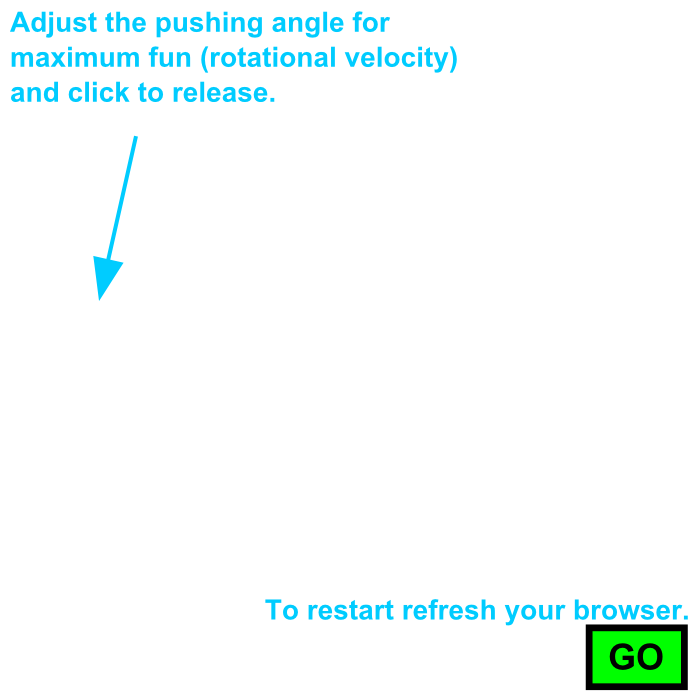 Adjust the pushing angle for
maximum fun (rotational velocity)
and click to release.
To restart refresh your browser.
GO